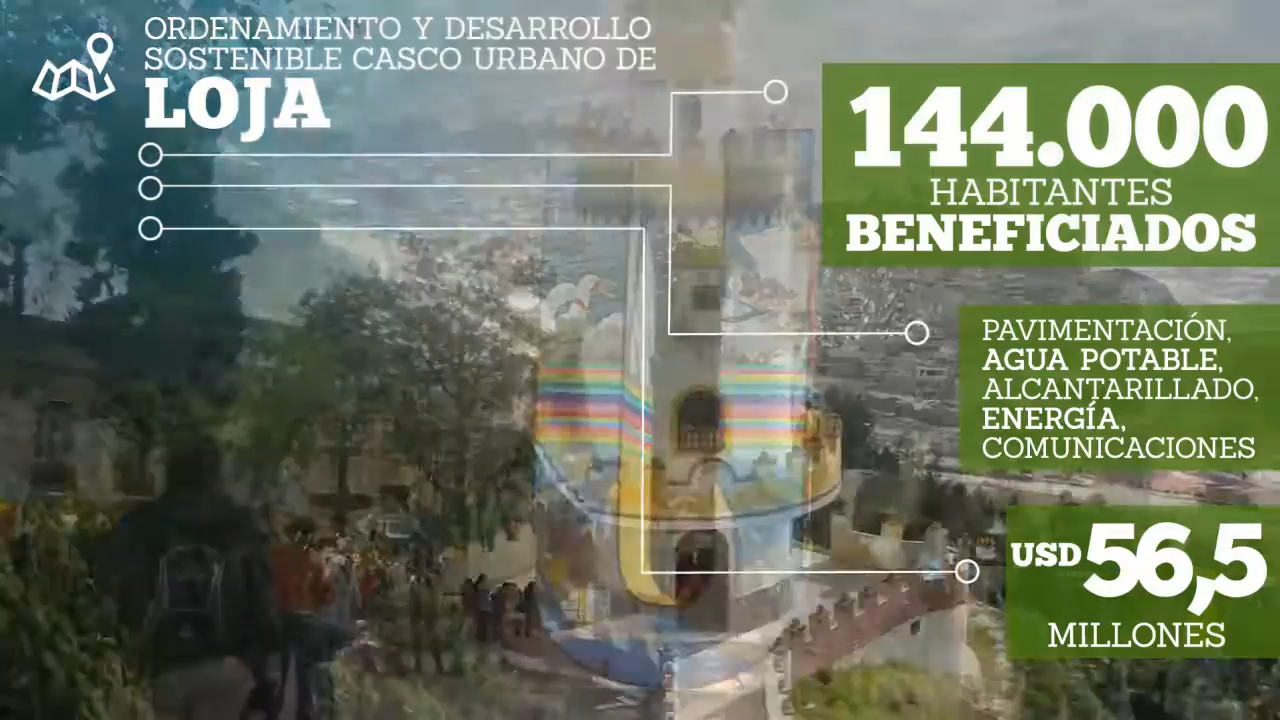 ORDENAMIENTO Y DESARROLLO
SOSTENIBLE CASCO URBANO DE
LOJA
144.000
HABITANTES
BENEFICIADOS
PAVIMENTACIÓN,
AGUA POTABLE,
ALCANTARILLADO,
ENERGÍA,
COMUNICACIONES
USD 56,5
MILLONES